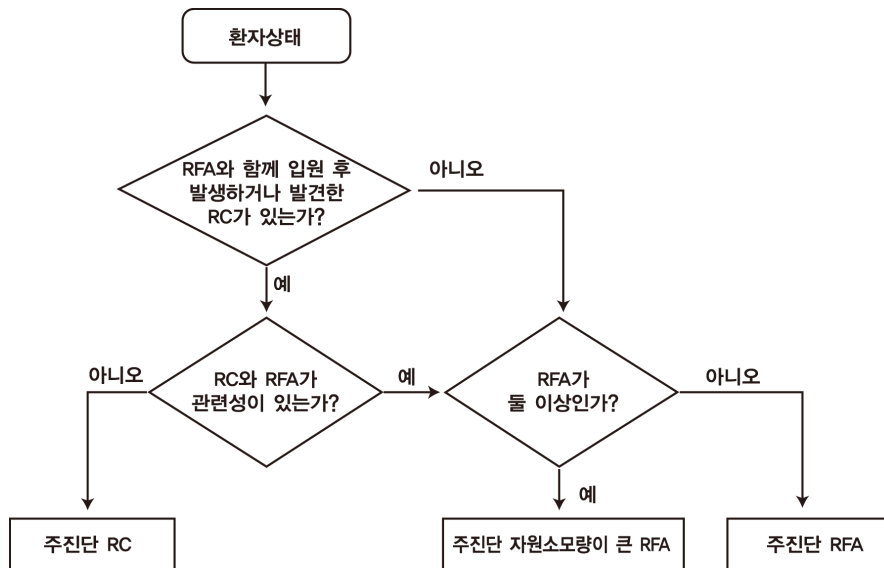 환자상태
RFA와 함께 입원 후
발생하거나 발견한
RC가 있는가?
아니오
예
아니오
RC와 RFA가
관련성이 있는가?
예
RFA가
둘 이상인가?
아니오
예
주진단 RC
주진단 자원소모량이 큰 RFA
주진단 RFA